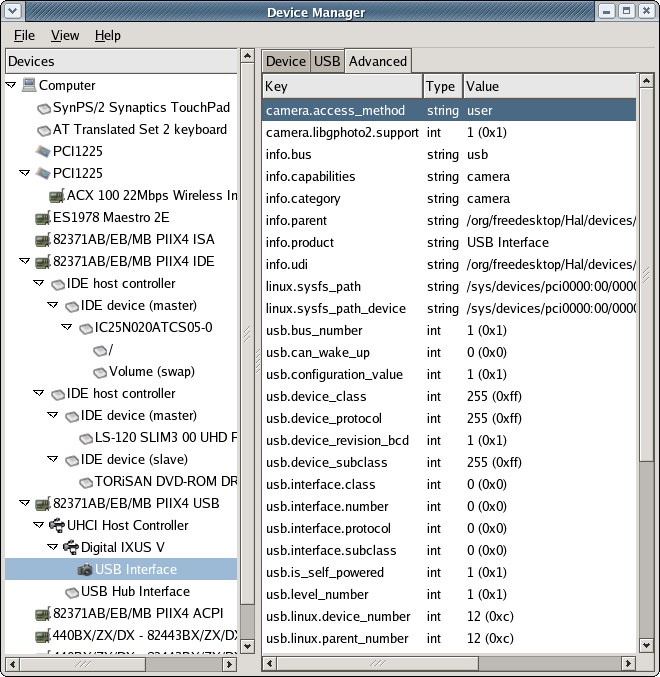 Device Manager
File View Help
Devices
Computer
SynPS/2 Synaptics TouchPad
AT Translated Set 2 keyboard
PCI1225
PCI1225
ACX 100 22Mbps Wireless In
ES1978 Maestro 2E
82371AB/EB/MB PIIX4 ISA
82371AB/EB/MB PIIX4 IDE
IDE host controller
IDE device (master)
IC25N020ATCS05-0
/
Volume (swap)
IDE host controller
IDE device (master)
LS-120 SLIM3 00 UHD F
IDE device (slave)
TORiSAN DVD-ROM DR
82371AB/EB/MB PIIX4 USB
UHCI Host Controller
Digital IXUS V
USB Interface
USB Hub Interface
82371AB/EB/MB PIIX4 ACPI
440BX/ZX/DX - 82443BX/ZX/DX
Device USB Advanced
Key Type Value
camera.access_method string user
camera.libgphoto2.support int 1 (0x1)
info.bus string usb
info.capabilities string camera
info.category string camera
info.parent string /org/freedesktop/Hal/devices/
info.product string USB Interface
info.udi string /org/freedesktop/Hal/devices/
linux.sysfs_path string /sys/devices/pci0000:00/0000
linux.sysfs_path_device string /sys/devices/pci0000:00/0000
usb.bus_number int 1 (0x1)
usb.can_wake_up int 0 (0x0)
usb.configuration_value int 1 (0x1)
usb.device_class int 255 (0xff)
usb.device_protocol int 255 (0xff)
usb.device_revision_bcd int 1 (0x1)
usb.device_subclass int 255 (0xff)
usb.interface.class int 0 (0x0)
usb.interface.number int 0 (0x0)
usb.interface.protocol int 0 (0x0)
usb.interface.subclass int 0 (0x0)
usb.is_self_powered int 1 (0x1)
usb.level_number int 1 (0x1)
usb.linux.device_number int 12 (0xc)
usb.linux.parent_number int 12 (0xc)